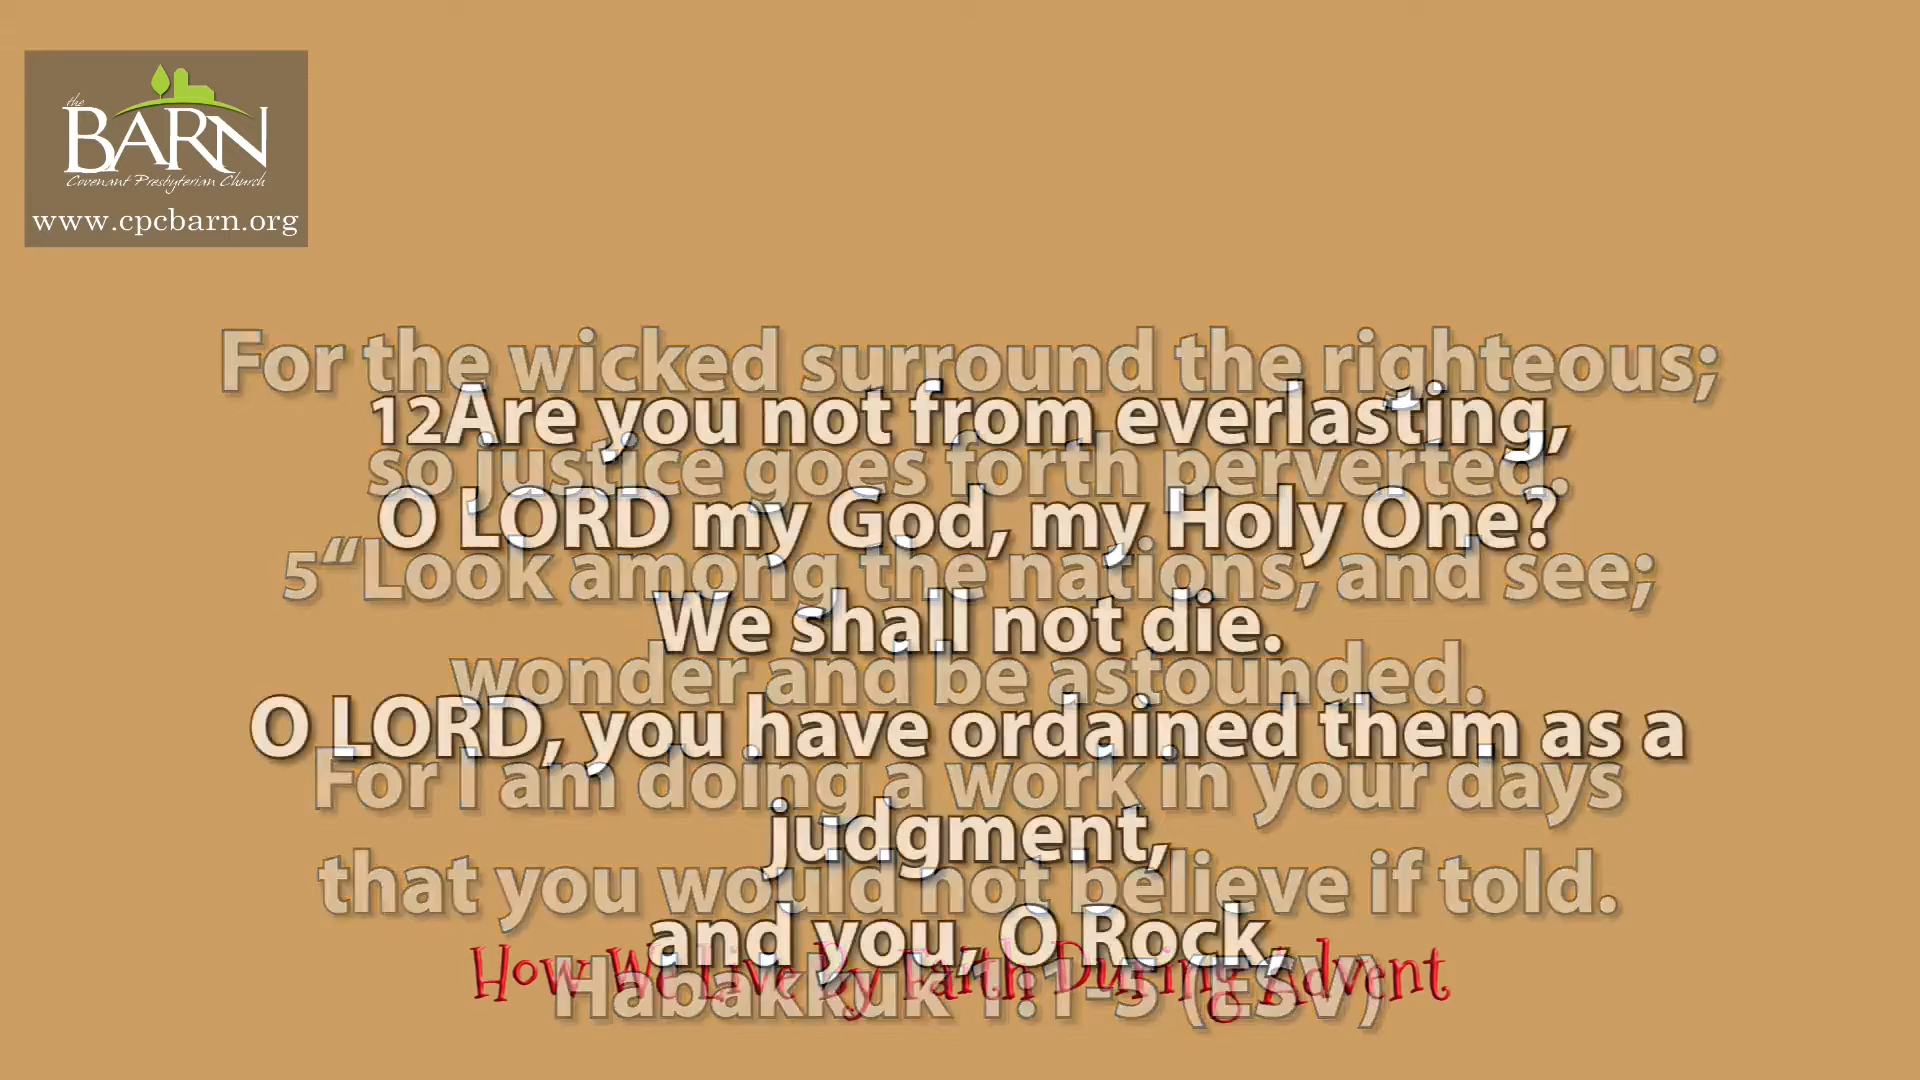 the
BARN
Covenant Presbyterian Church
www.cpcbarn.org
For the wicked surround the righteous;
so justice goes forth perverted.
5“Look among the nations, and see;
wonder and be astounded.
For I am doing a work in your days
that you would not believe if told.
Habakkuk 1:1-5 (ESV)
12Are you not from everlasting,
O LORD my God, my Holy One?
We shall not die.
O LORD, you have ordained them as a
judgment,
and you, O Rock,
How We Live By Faith During Advent